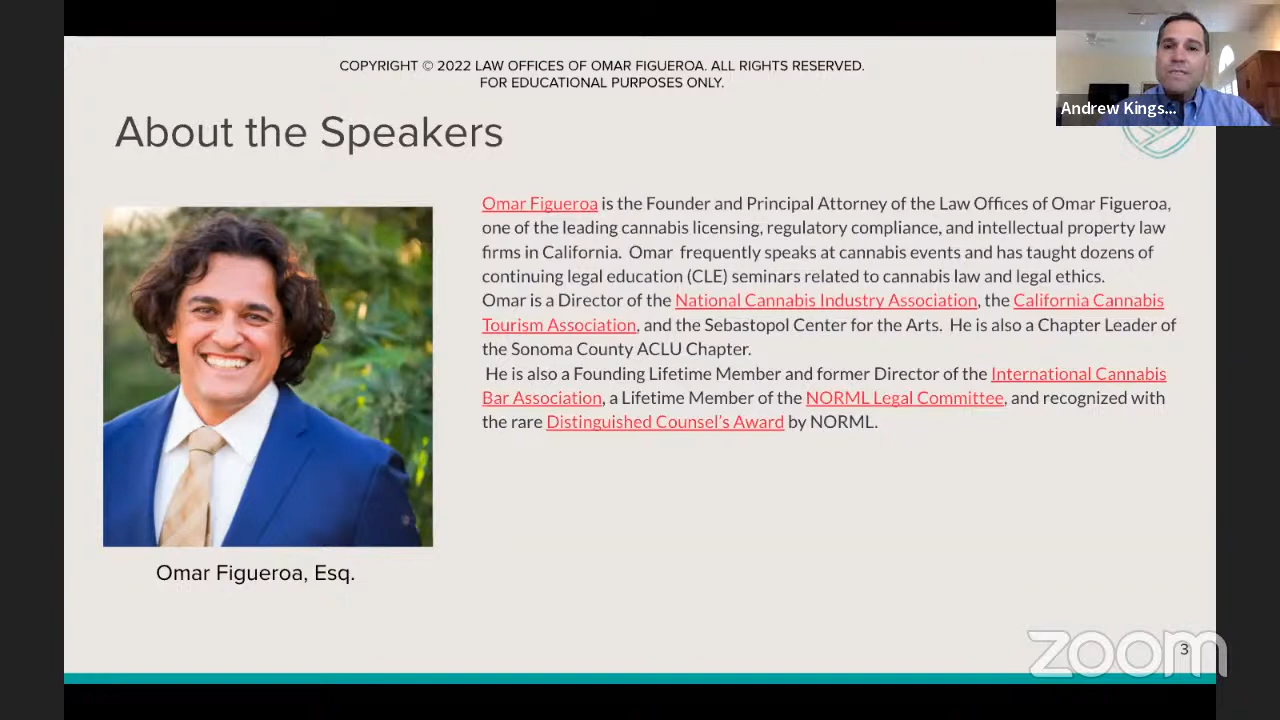 COPYRIGHT © 2022 LAW OFFICES OF OMAR FIGUEROA. ALL RIGHTS RESERVED.
FOR EDUCATIONAL PURPOSES ONLY.
Andrew Kings...
About the Speakers
Omar Figueroa is the Founder and Principal Attorney of the Law Offices of Omar Figueroa,
one of the leading cannabis licensing, regulatory compliance, and intellectual property law
firms in California. Omar frequently speaks at cannabis events and has taught dozens of
continuing legal education (CLE) seminars related to cannabis law and legal ethics.
Omar is a Director of the National Cannabis Industry Association, the California Cannabis
Tourism Association, and the Sebastopol Center for the Arts. He is also a Chapter Leader of
the Sonoma County ACLU Chapter.
He is also a Founding Lifetime Member and former Director of the International Cannabis
Bar Association, a Lifetime Member of the NORML Legal Committee, and recognized with
the rare Distinguished Counsel's Award by NORML.
Omar Figueroa, Esq.
zoom
3